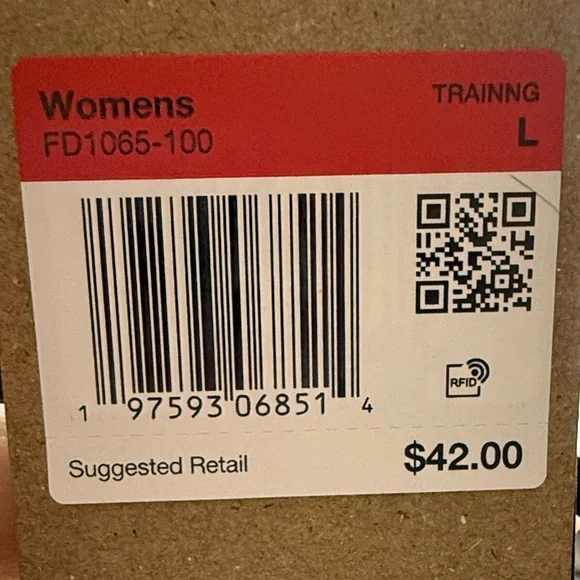 Womens
TRAINNG
FD1065-100
L
RFID
1 97593 06851 4
Suggested Retail
$42.00